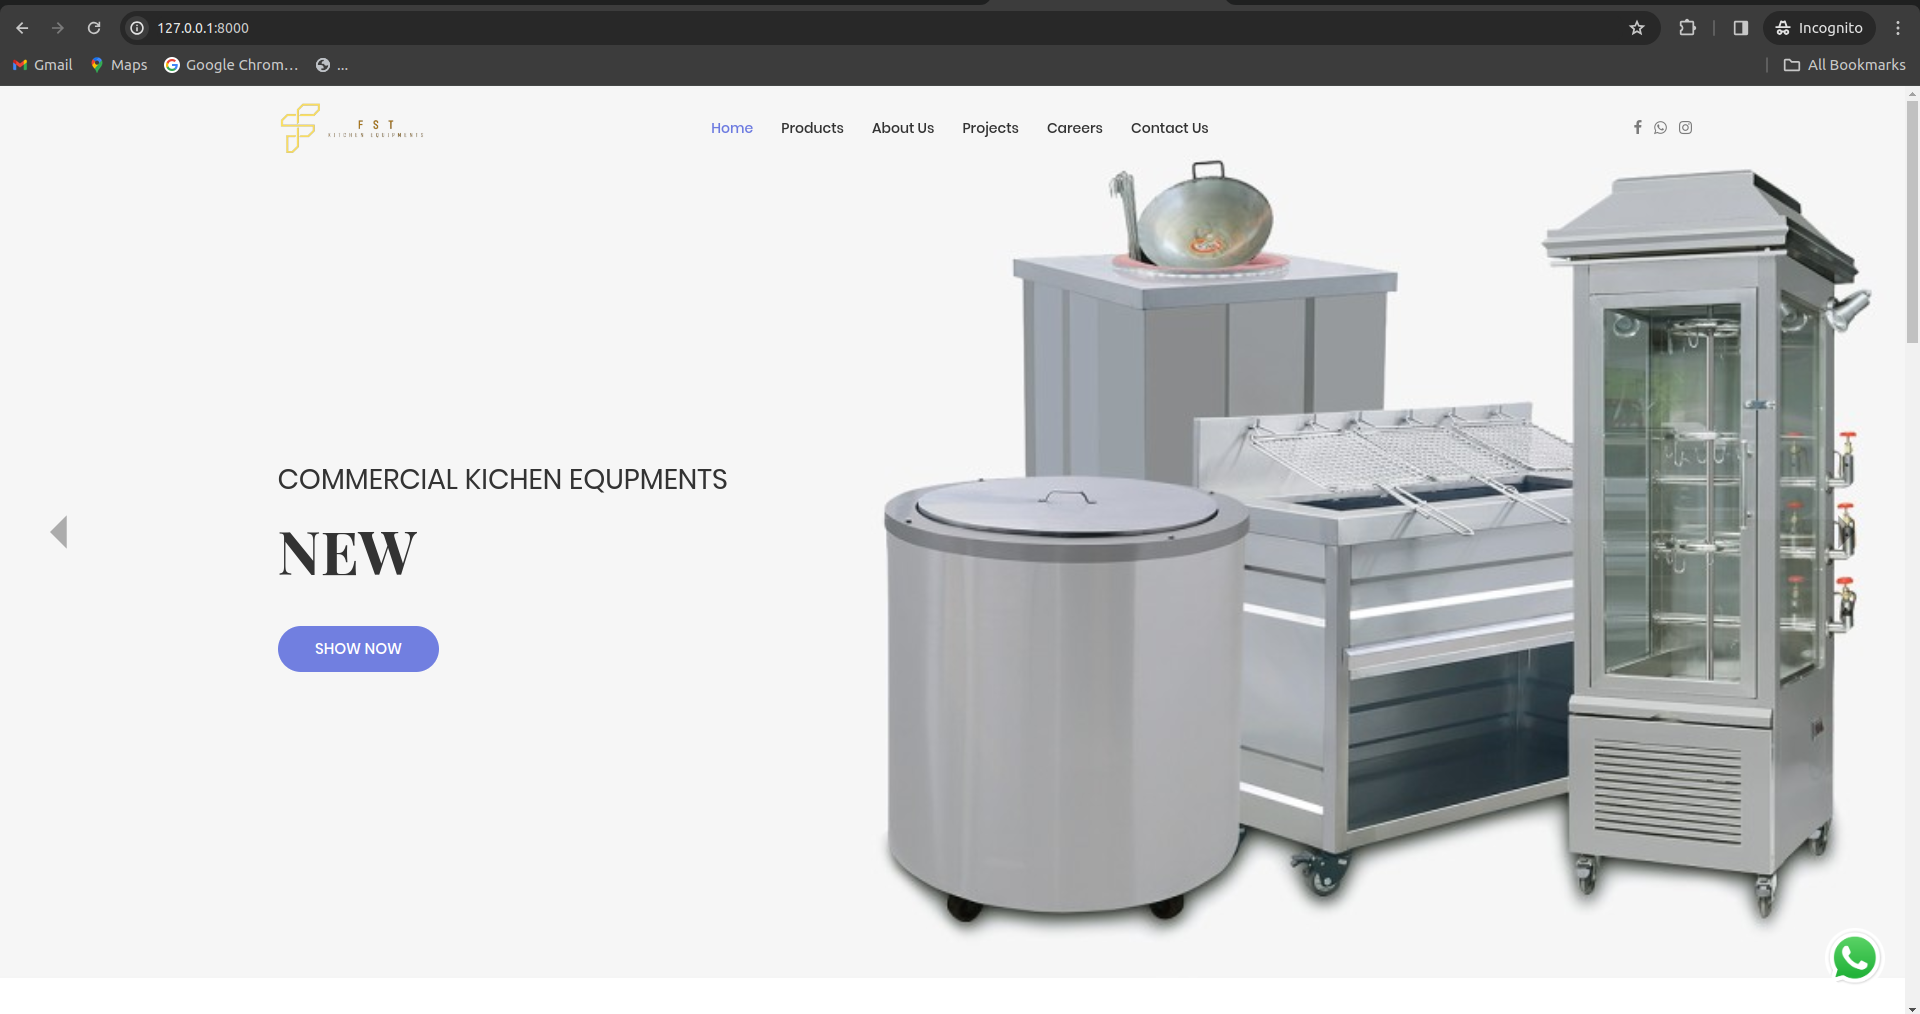 127.0.0.1:8000
Incognito
Gmail
Maps
Google Chrom...
...
All Bookmarks
FST
KITCHEN EQUIPMENTS
Home
Products
About Us
Projects
Careers
Contact Us
COMMERCIAL KICHEN EQUPMENTS
NEW
SHOW NOW